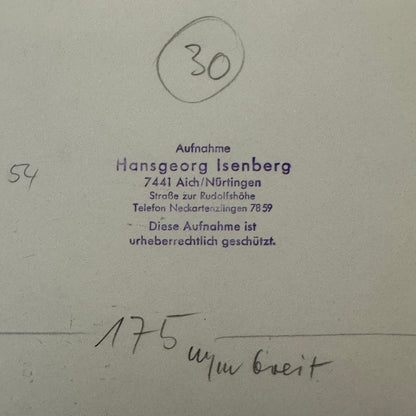 30
Aufnahme
Hansgeorg Isenberg
7441 Aich/Nürtingen
54
Straße zur Rudolfshöhe
Telefon Neckartenzlingen 7859
Diese Aufnahme ist
urheberrechtlich geschützt.
175 m/m breit